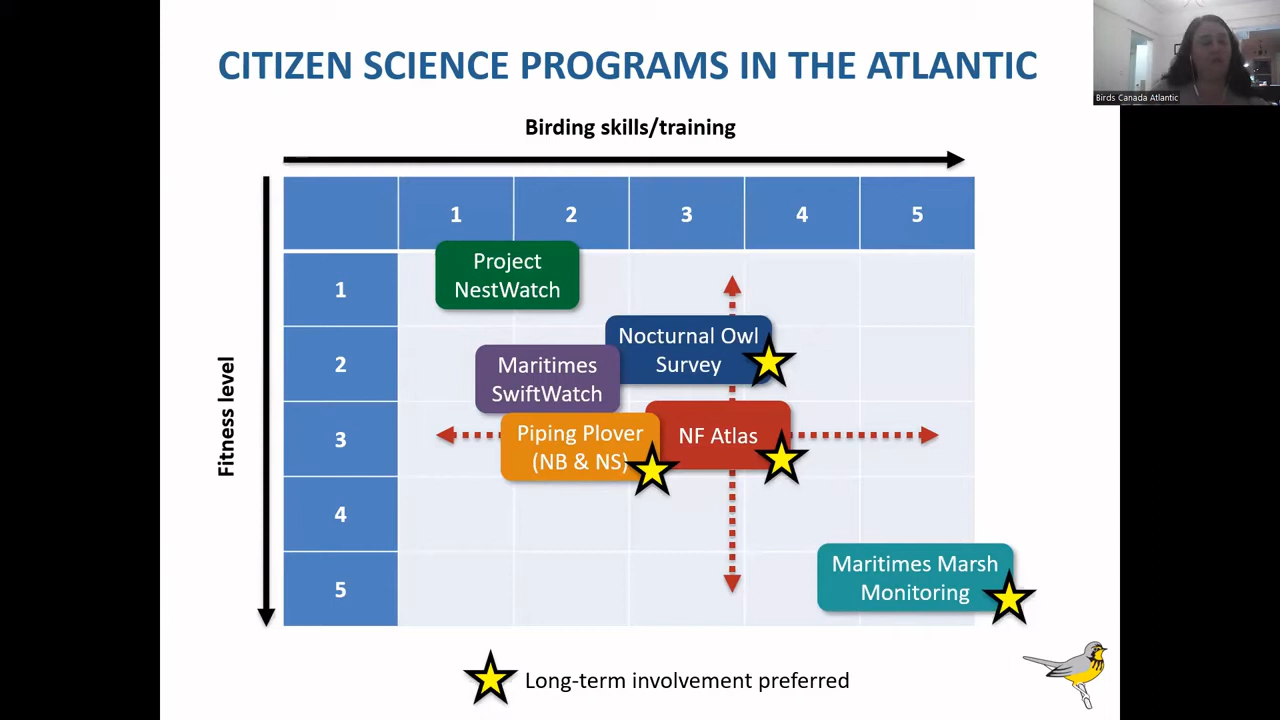 CITIZEN SCIENCE PROGRAMS IN THE ATLANTIC
Birds Canada Atlantic
Birding skills/training
1 2 3 4 5
Project
NestWatch
1
Nocturnal Owl
Survey
2
Maritimes
SwiftWatch
Fitness level
3
Piping Plover
(NB & NS)
NF Atlas
4
Maritimes Marsh
Monitoring
5
Long-term involvement preferred